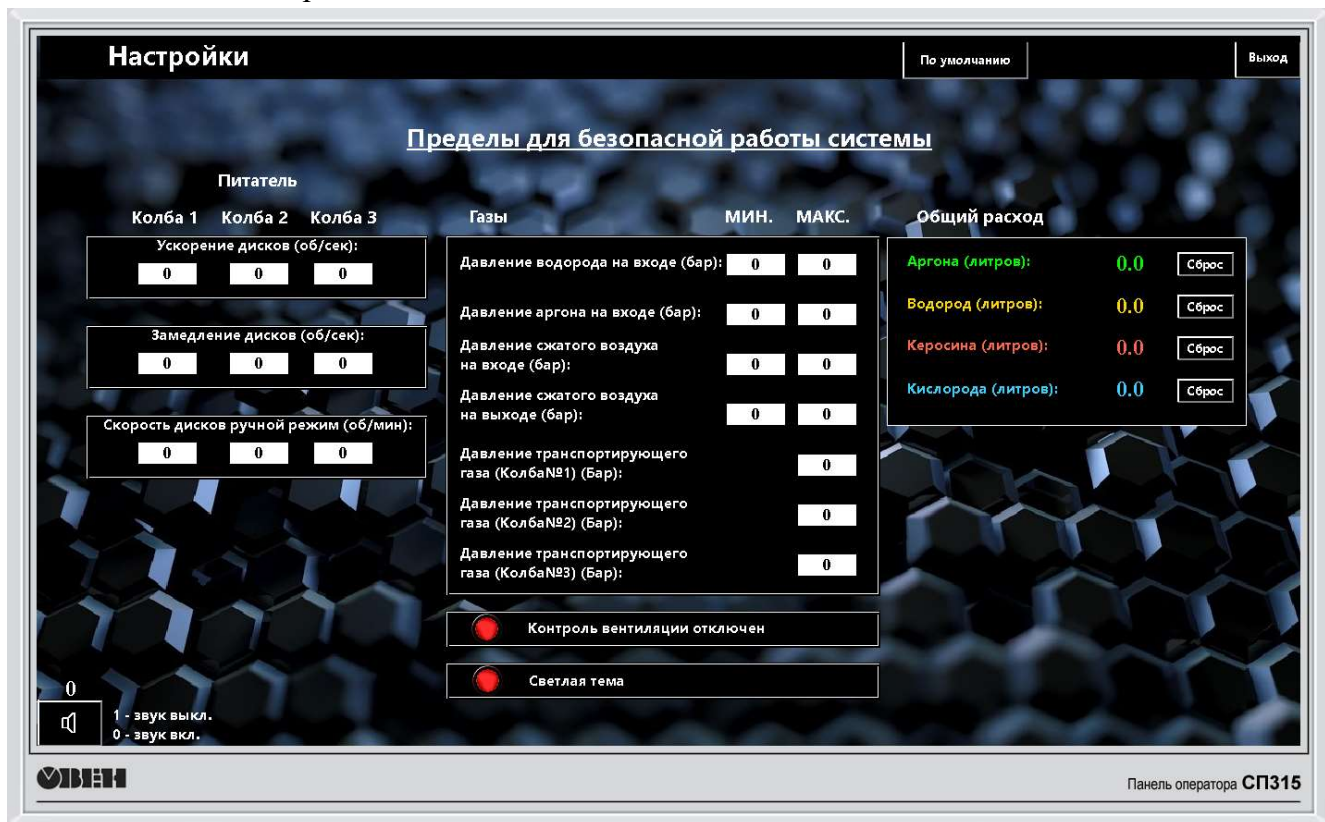 Настройки
По умолчанию
Выход
Пределы для безопасной работы системы
Питатель
Колба 1 Колба 2 Колба 3
Ускорение дисков (об/сек):
0 0 0
Замедление дисков (об/сек):
0 0 0
Скорость дисков ручной режим (об/мин):
0 0 0
Газы МИН. МАКС.
Давление водорода на входе (бар): 0 0
Давление аргона на входе (бар): 0 0
Давление сжатого воздуха
на входе (бар): 0 0
Давление сжатого воздуха
на выходе (бар): 0 0
Давление транспортирующего
газа (Колба№1) (Бар): 0
Давление транспортирующего
газа (Колба№2) (Бар): 0
Давление транспортирующего
газа (Колба№3) (Бар): 0
Контроль вентиляции отключен
Светлая тема
Общий расход
Аргона (литров): 0.0 Сброс
Водород (литров): 0.0 Сброс
Керосина (литров): 0.0 Сброс
Кислорода (литров): 0.0 Сброс
0
1 - звук выкл.
0 - звук вкл.
ОВЕН
Панель оператора СП315